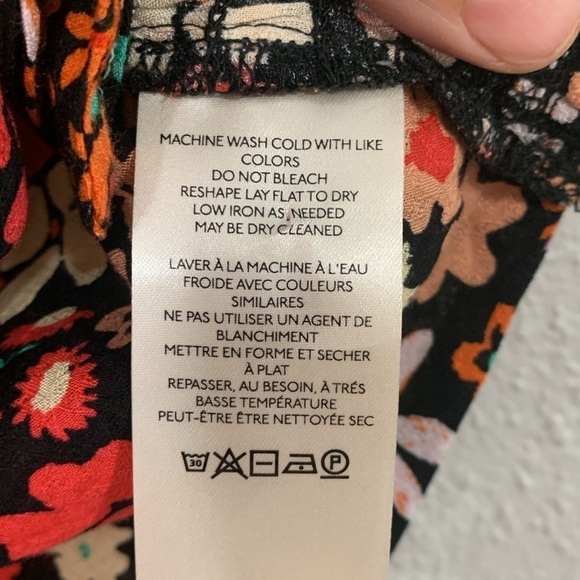 MACHINE WASH COLD WITH LIKE
COLORS
DO NOT BLEACH
RESHAPE LAY FLAT TO DRY
LOW IRON AS NEEDED
MAY BE DRY CLEANED
LAVER À LA MACHINE À L'EAU
FROIDE AVEC COULEURS
SIMILAIRES
NE PAS UTILISER UN AGENT DE
BLANCHIMENT
METTRE EN FORME ET SECHER
À PLAT
REPASSER, AU BESOIN, À TRÉS
BASSE TEMPÉRATURE
PEUT-ÊTRE ÊTRE NETTOYÉE SEC
30 P